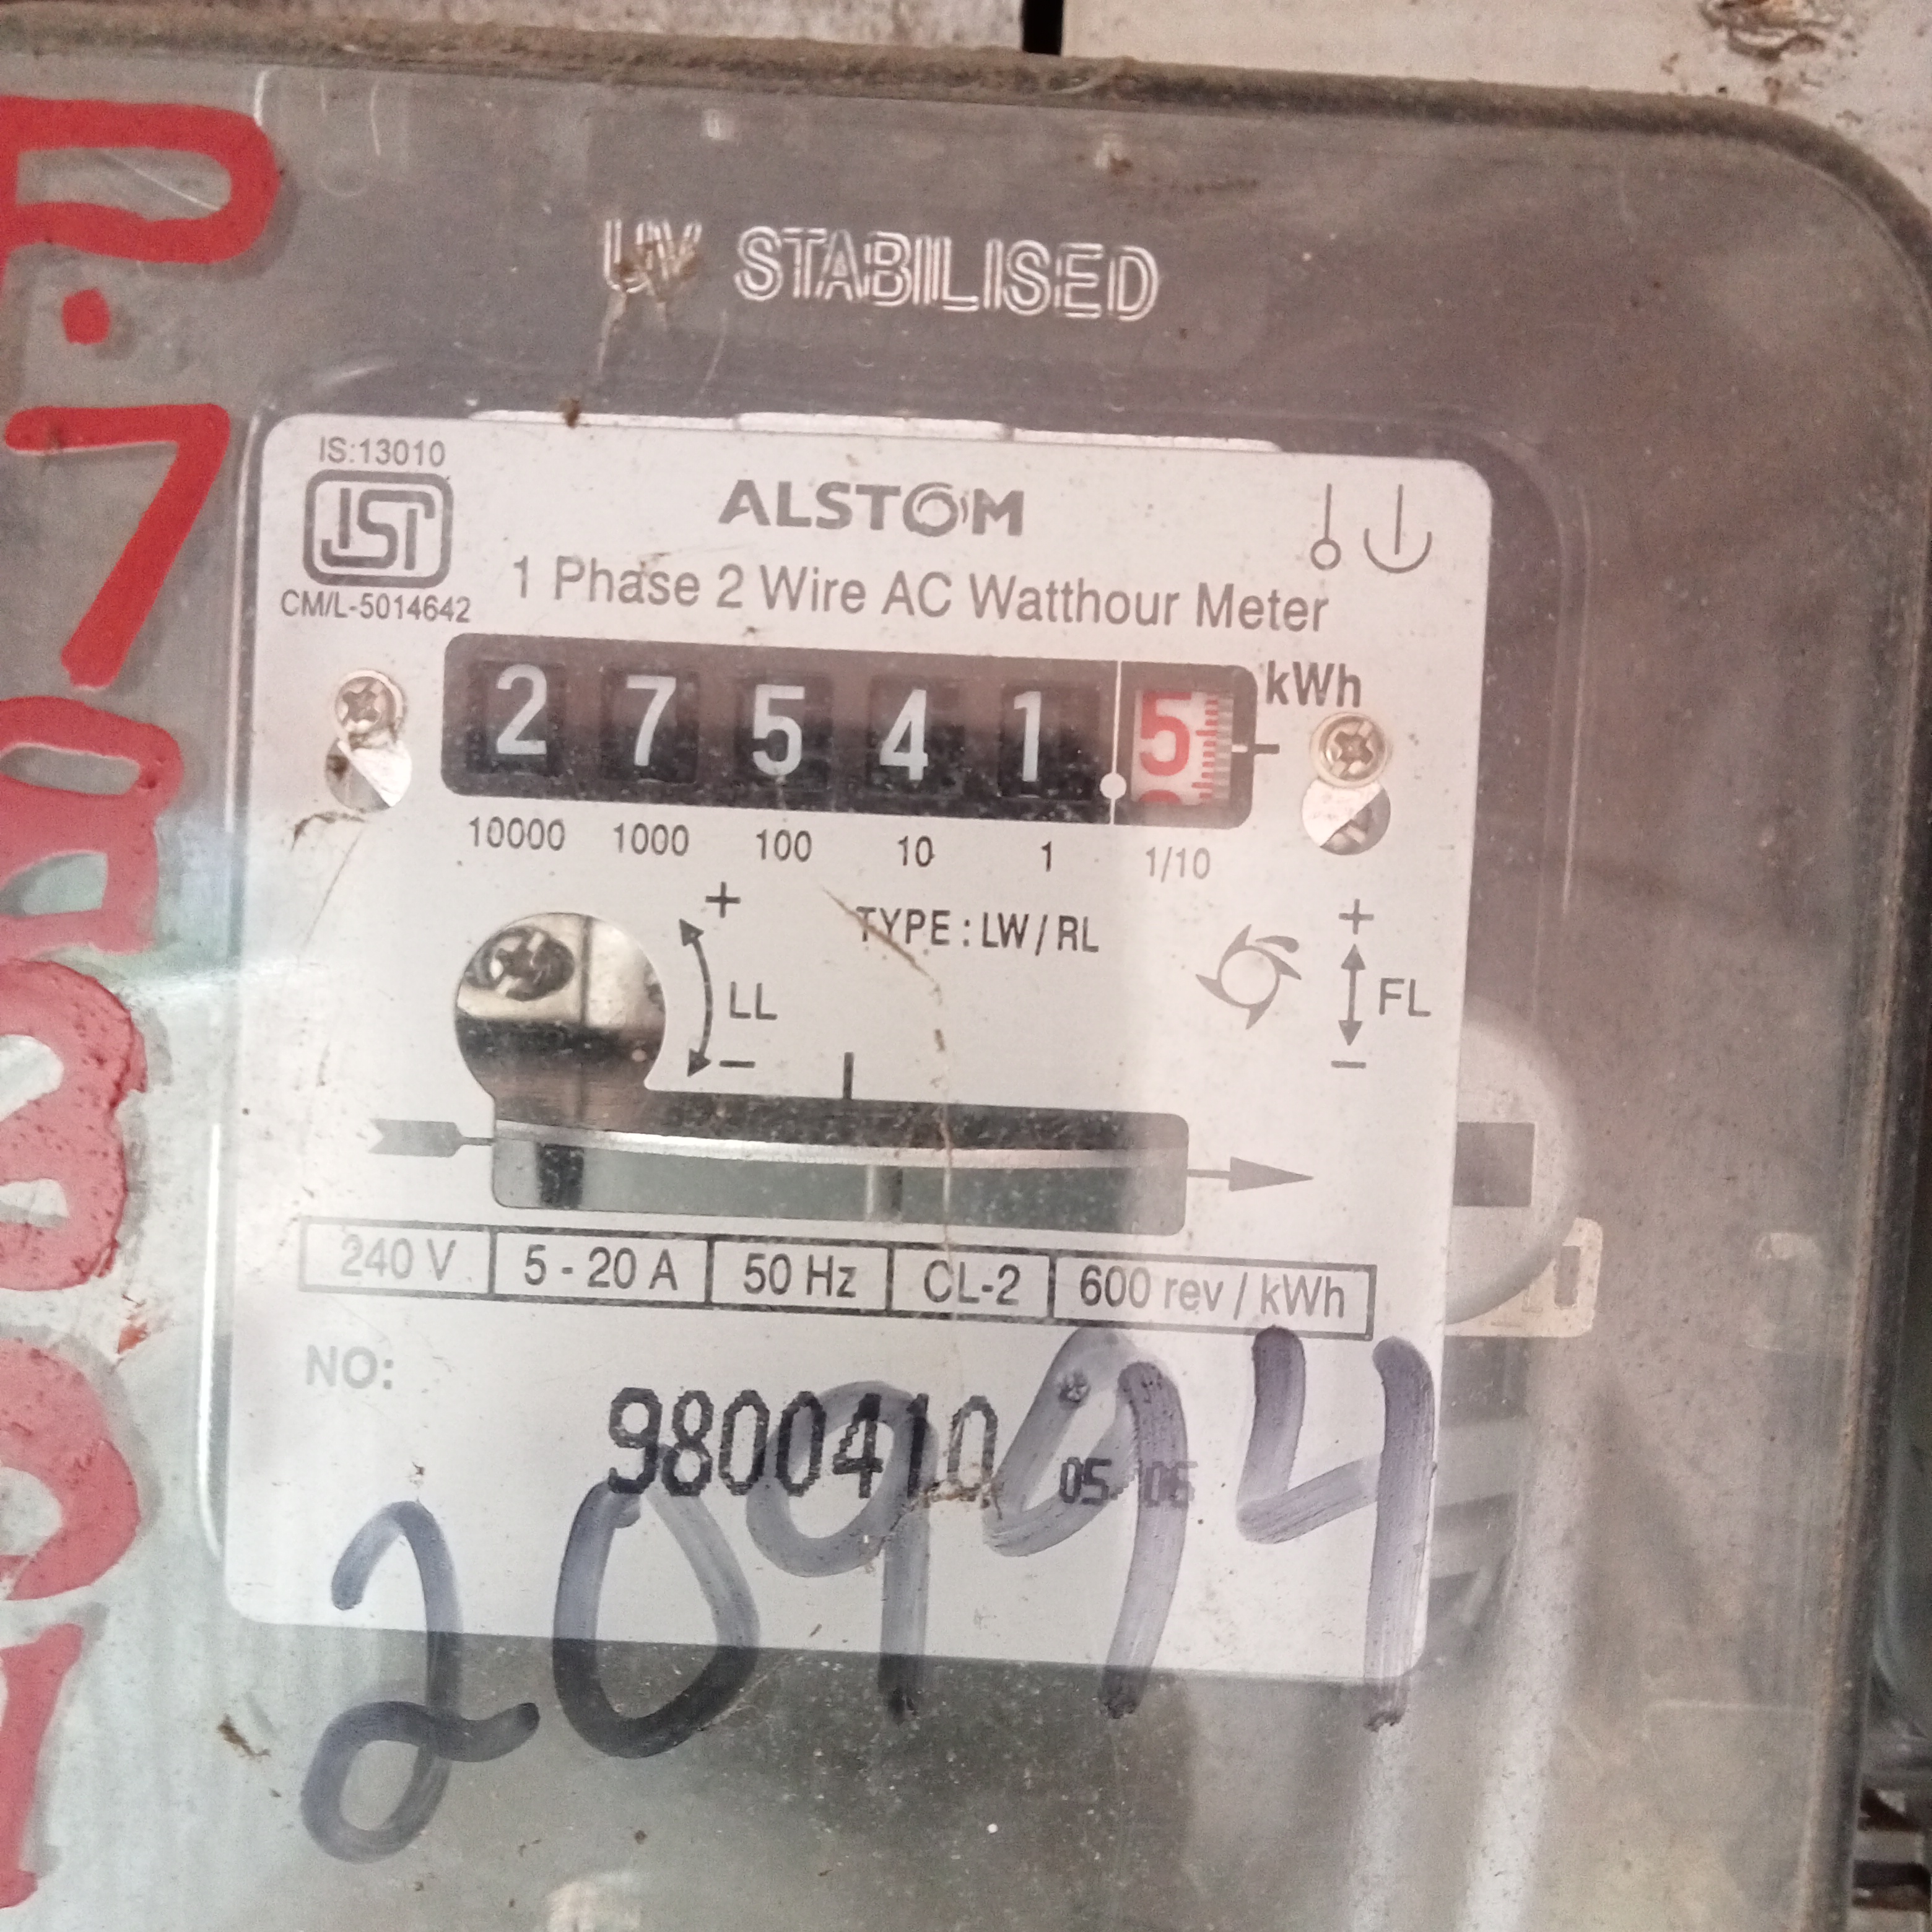 UV STABILISED
IS:13010
ISI
CM/L-5014642
ALSTOM
1 Phase 2 Wire AC Watthour Meter
2 7 5 4 1 5 kWh
10000 1000 100 10 1 1/10
TYPE : LW / RL
+ LL -
+ FL -
240 V 5 - 20 A 50 Hz CL-2 600 rev / kWh
NO:
9800410 05 06
20994
P.7